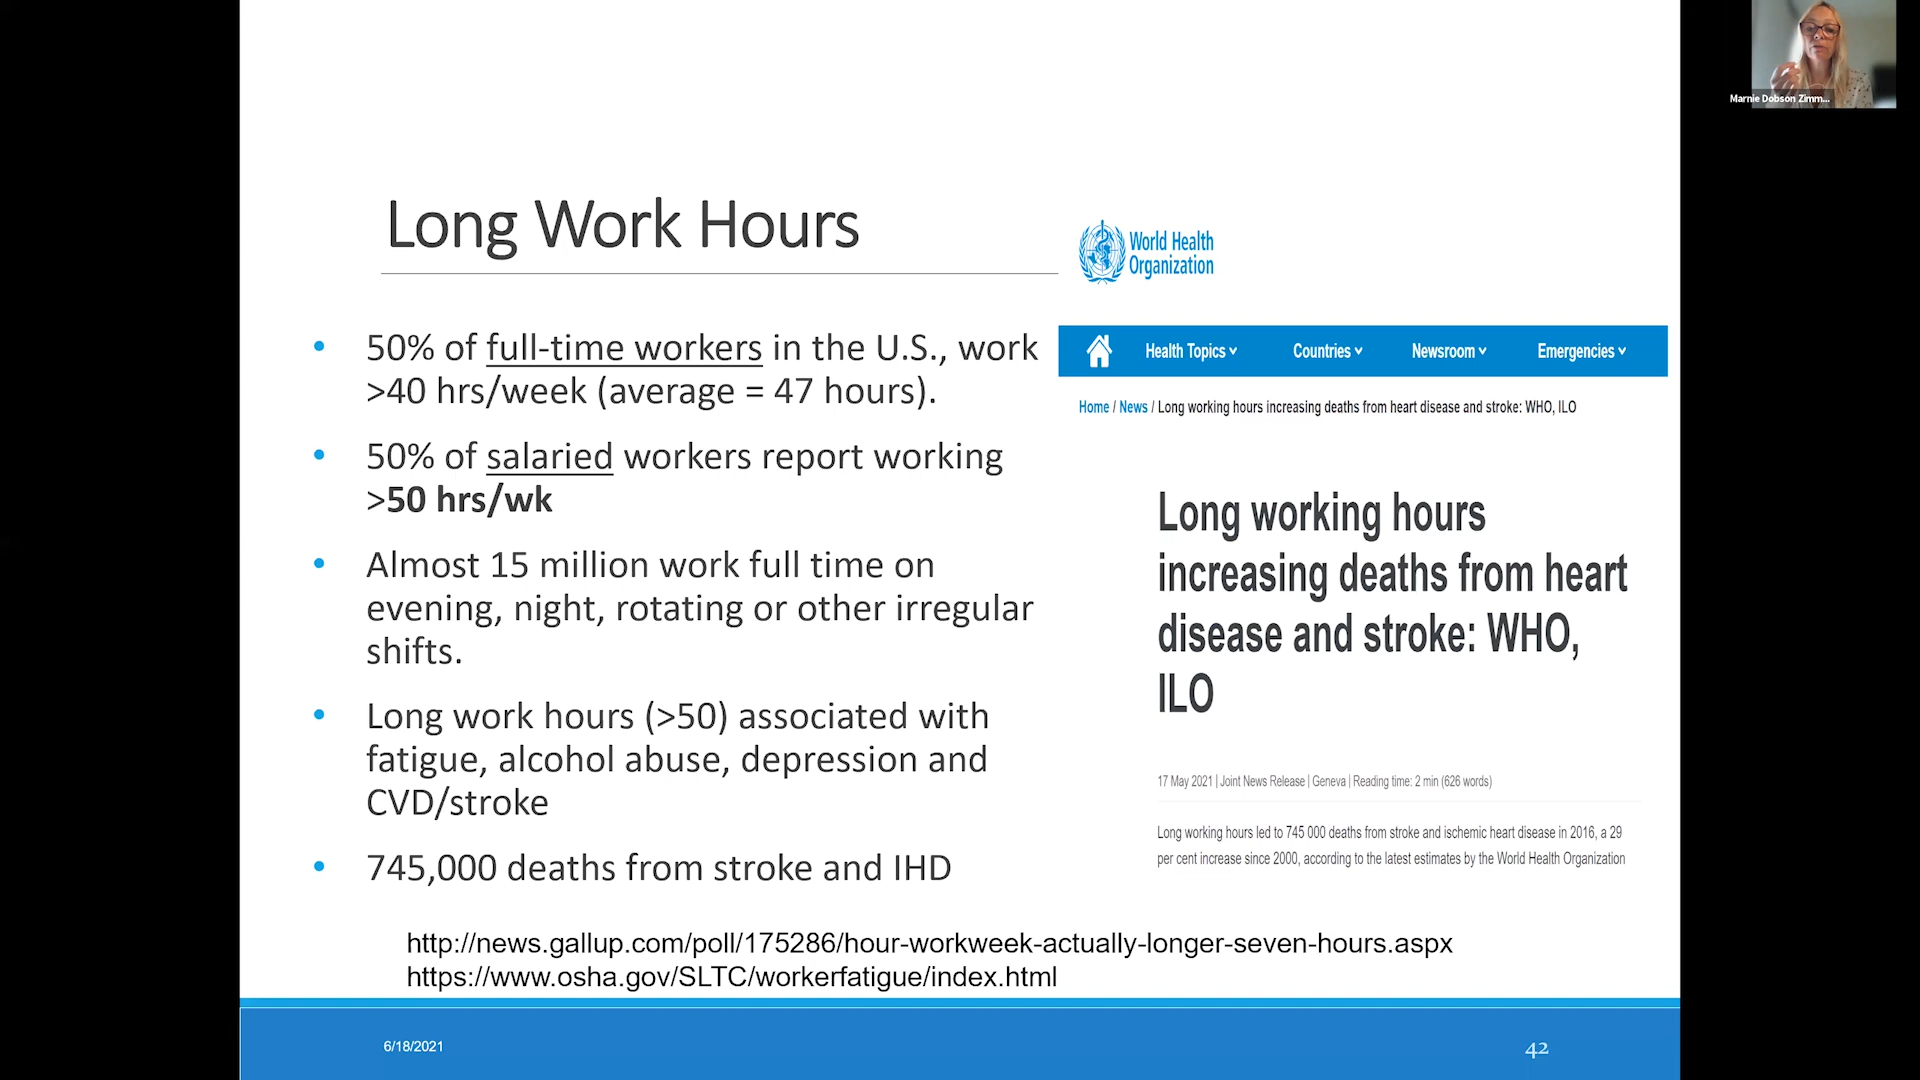 Marnie Dobson Zimm...
Long Work Hours
• 50% of full-time workers in the U.S., work
>40 hrs/week (average = 47 hours).
• 50% of salaried workers report working
>50 hrs/wk
• Almost 15 million work full time on
evening, night, rotating or other irregular
shifts.
• Long work hours (>50) associated with
fatigue, alcohol abuse, depression and
CVD/stroke
• 745,000 deaths from stroke and IHD
World Health
Organization
Health Topics Countries Newsroom Emergencies
Home / News / Long working hours increasing deaths from heart disease and stroke: WHO, ILO
Long working hours
increasing deaths from heart
disease and stroke: WHO,
ILO
17 May 2021 | Joint News Release | Geneva | Reading time: 2 min (626 words)
Long working hours led to 745 000 deaths from stroke and ischemic heart disease in 2016, a 29
per cent increase since 2000, according to the latest estimates by the World Health Organization
http://news.gallup.com/poll/175286/hour-workweek-actually-longer-seven-hours.aspx
https://www.osha.gov/SLTC/workerfatigue/index.html
6/18/2021
42